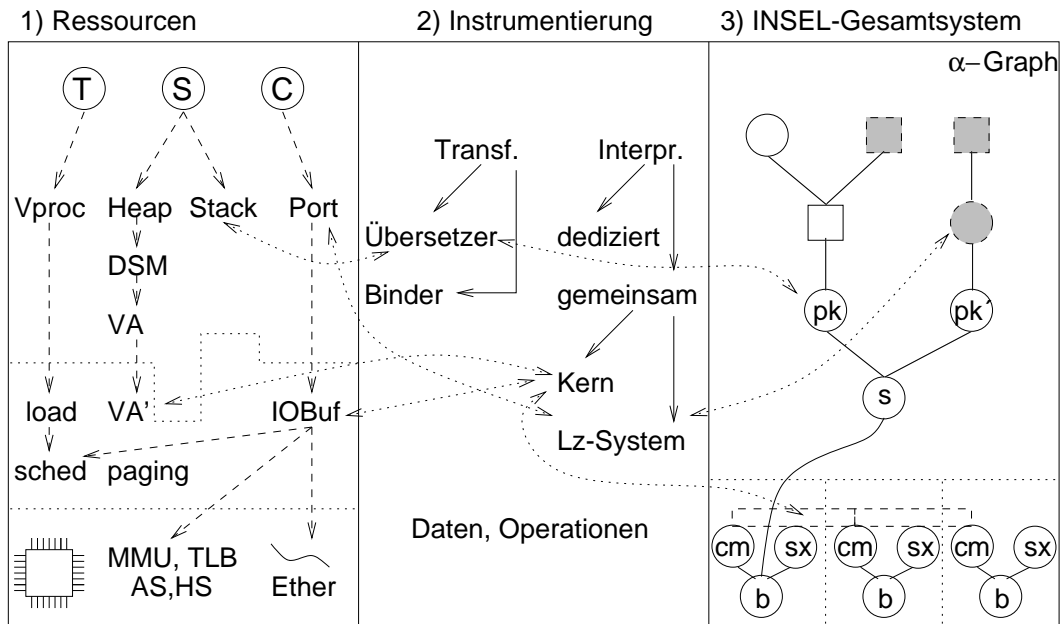 1) Ressourcen
2) Instrumentierung
3) INSEL-Gesamtsystem
α–Graph
T
S
C
Vproc
Heap
Stack
Port
DSM
VA
load
VA'
IOBuf
sched
paging
MMU, TLB
AS,HS
Ether
Transf.
Interpr.
Übersetzer
dediziert
Binder
gemeinsam
Kern
Lz-System
Daten, Operationen
pk
pk´
s
cm
sx
cm
sx
cm
sx
b
b
b